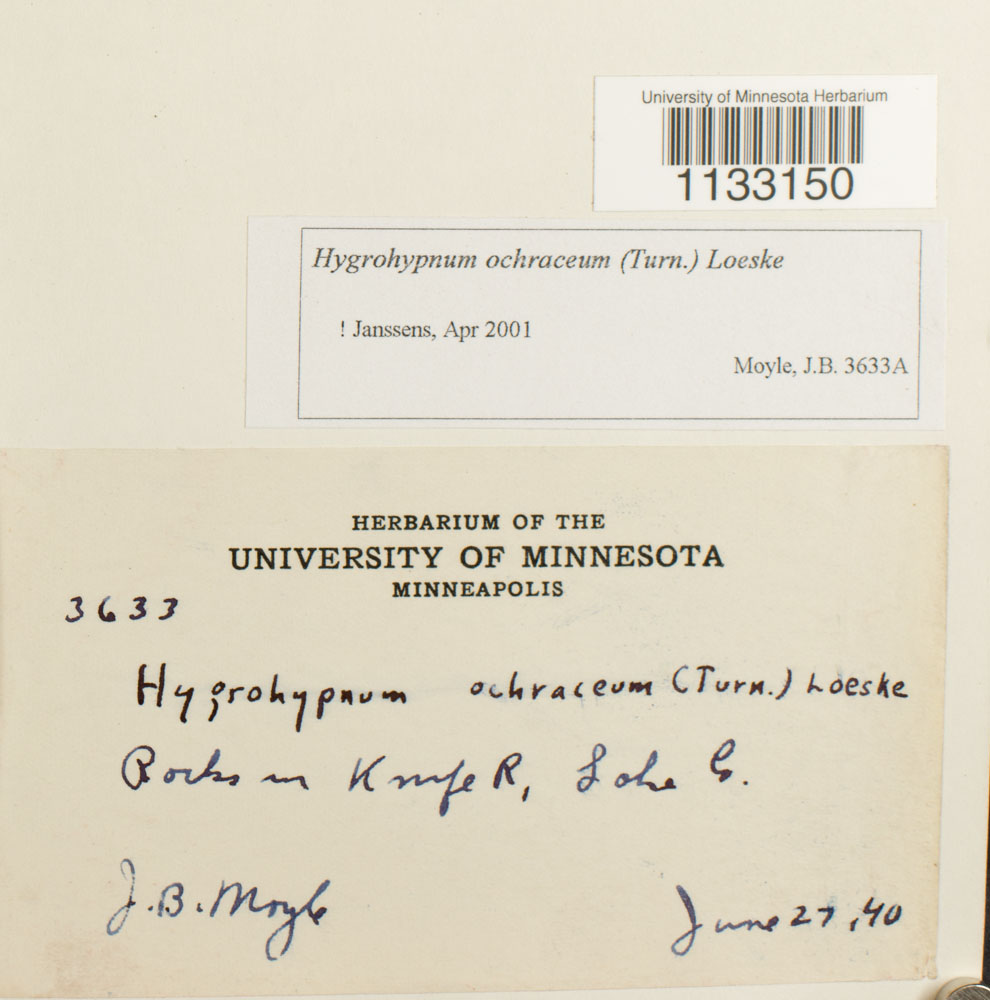 University of Minnesota Herbarium
1133150
Hygrohypnum ochraceum (Turn.) Loeske
! Janssens, Apr 2001
Moyle, J.B. 3633A
HERBARIUM OF THE
UNIVERSITY OF MINNESOTA
MINNEAPOLIS
3633
Hygrohypnum ochraceum (Turn.) Loeske
Rocks in Knife R, Lake C.
J.B. Moyle June 27, 40